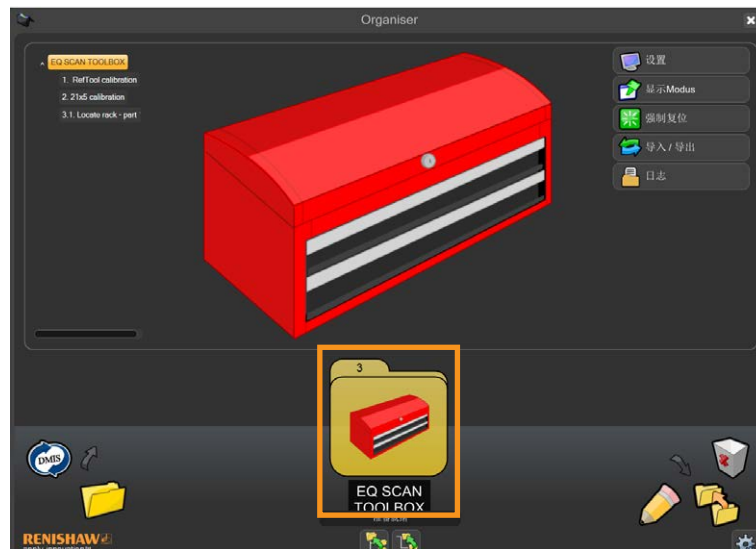 Organiser
EQ SCAN TOOLBOX
1. RefTool calibration
2. 21x5 calibration
3.1. Locate rack - part
设置
显示Modus
强制复位
导入 / 导出
日志
3
DMIS
EQ SCAN
TOOLBOX
RENISHAW